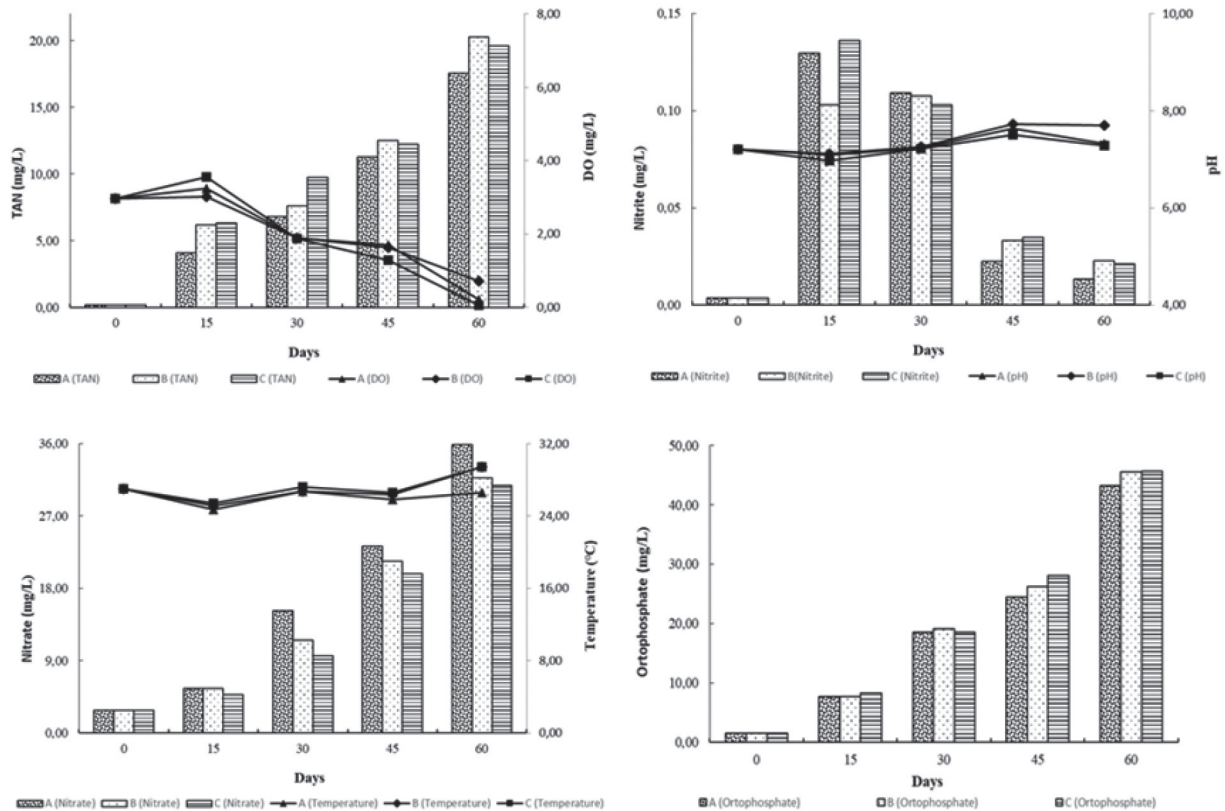 8,00
20,00
6,00
15,00
TAN (mg/L)
4,00
DO (mg/L)
10,00
2,00
5,00
0,00
0,00
0 15 30 45 60
Days
A (TAN) B (TAN) C (TAN) A (DO) B (DO) C (DO)
0,15 10,00
0,10 8,00
Nitrite (mg/L)
pH
0,05 6,00
0,00 4,00
0 15 30 45 60
Days
A (Nitrite) B(Nitrite) C (Nitrite) A (pH) B (pH) C (pH)
36,00 32,00
27,00 24,00
Nitrate (mg/L)
Temperature (°C)
18,00 16,00
9,00 8,00
0,00 0,00
0 15 30 45 60
Days
A (Nitrate) B (Nitrate) C (Nitrate) A (Temperature) B (Temperature) C (Temperature)
50,00
40,00
30,00
Ortophosphate (mg/L)
20,00
10,00
0,00
0 15 30 45 60
Days
A (Ortophosphate) B (Ortophosphate) C (Ortophosphate)